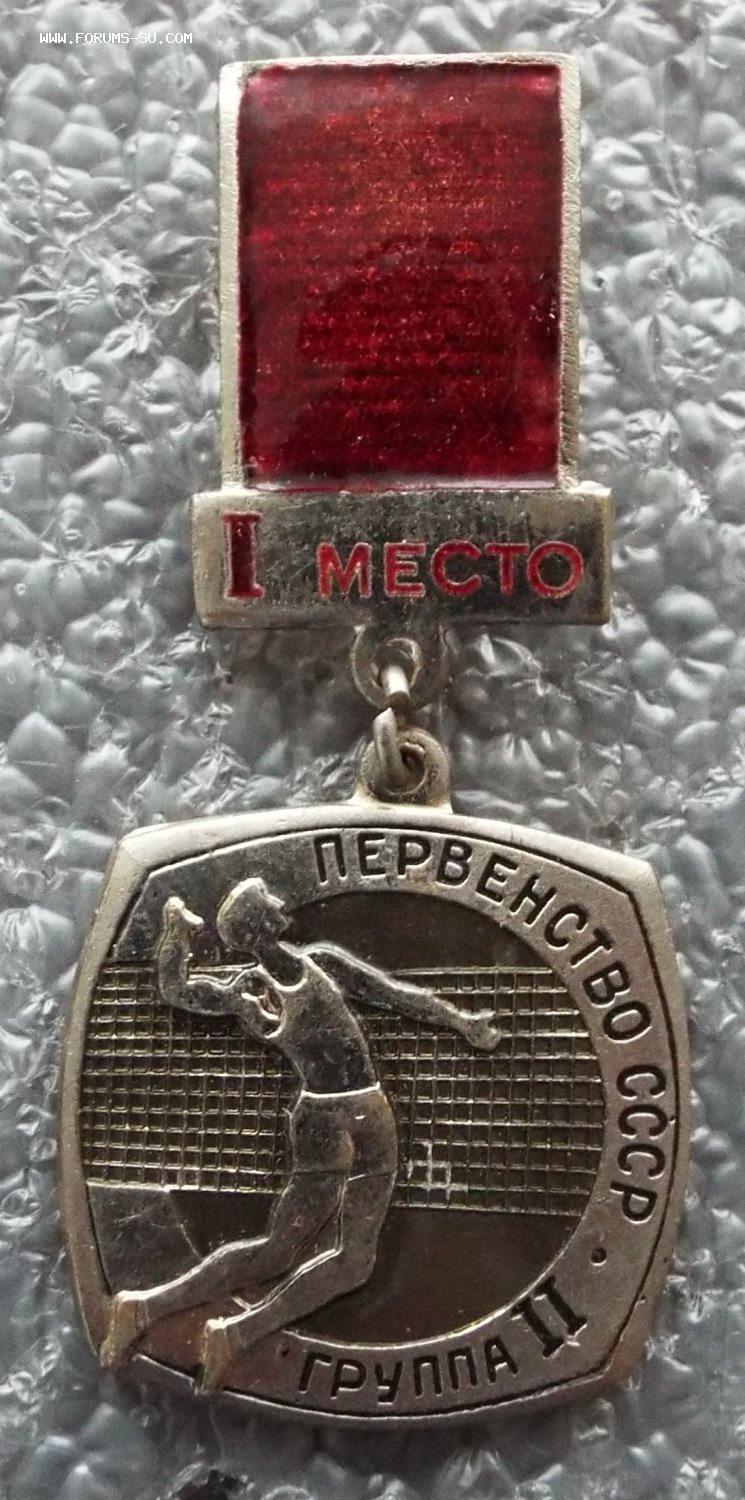 WWW.FORUMS-SU.COM
I МЕСТО
ПЕРВЕНСТВО СССР
ГРУППА II